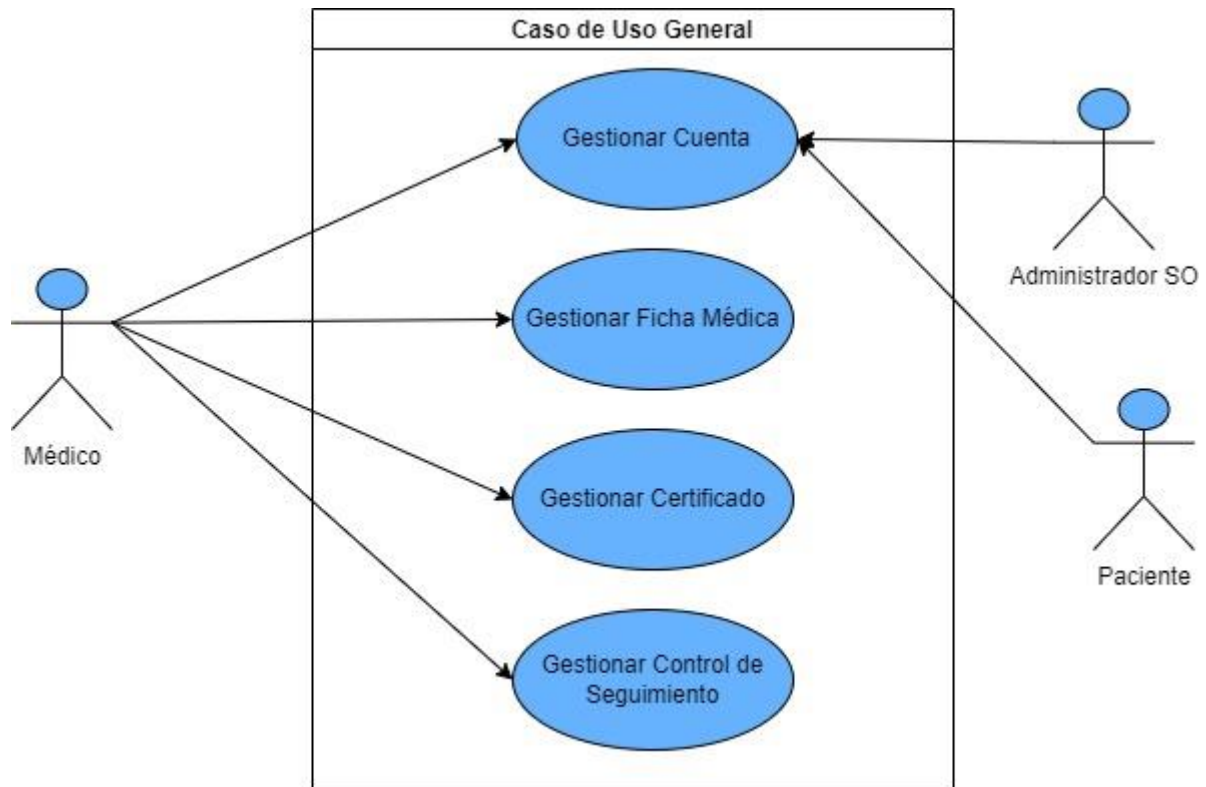 Caso de Uso General
Gestionar Cuenta
Administrador SO
Gestionar Ficha Médica
Médico
Gestionar Certificado
Paciente
Gestionar Control de
Seguimiento